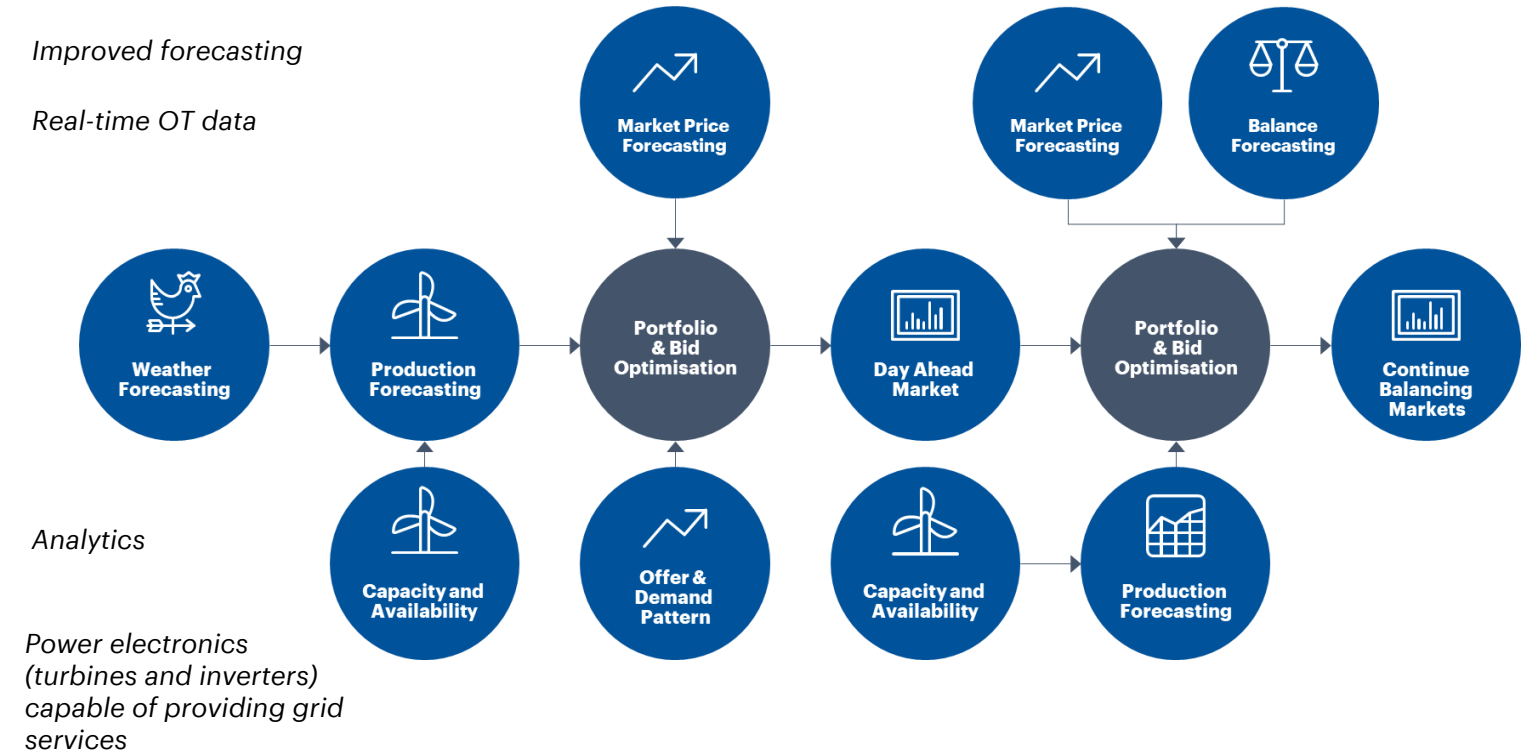 Improved forecasting
Real-time OT data
Market Price
Forecasting
Market Price
Forecasting
Balance
Forecasting
Weather
Forecasting
Production
Forecasting
Portfolio
& Bid
Optimisation
Day Ahead
Market
Portfolio
& Bid
Optimisation
Continue
Balancing
Markets
Analytics
Power electronics
(turbines and inverters)
capable of providing grid
services
Capacity and
Availability
Offer &
Demand
Pattern
Capacity and
Availability
Production
Forecasting